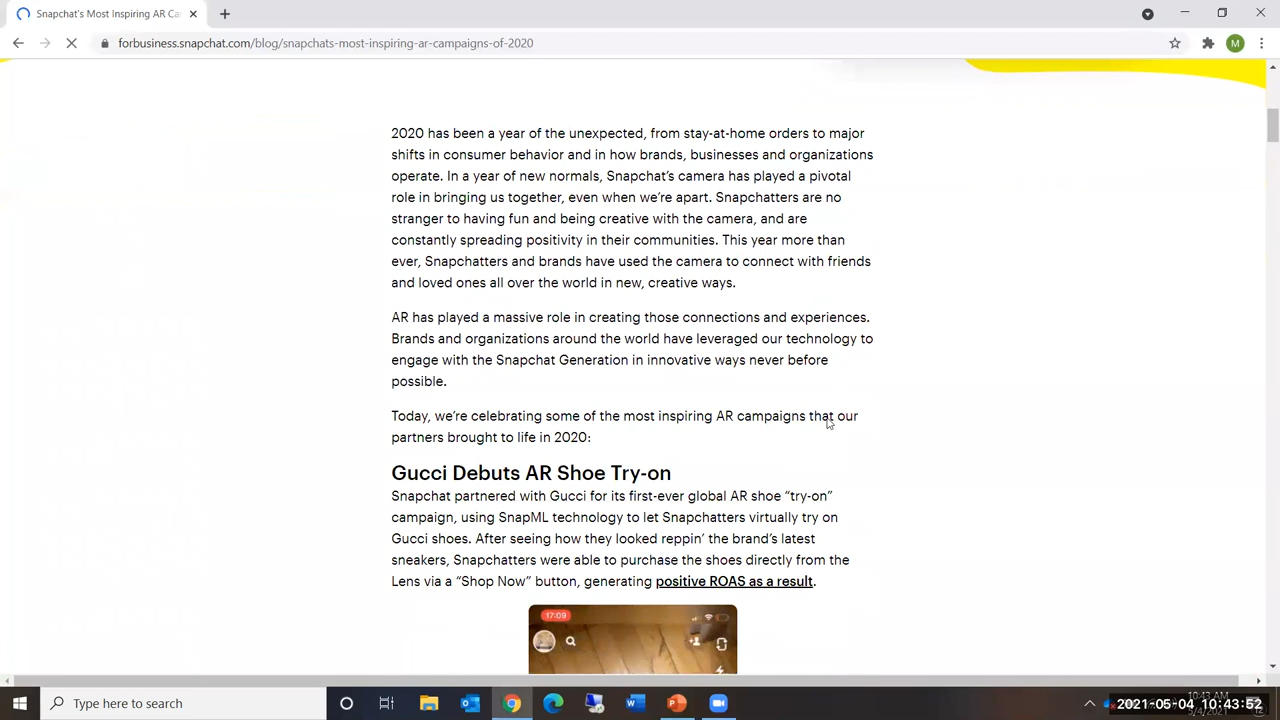 Snapchat's Most Inspiring AR Ca
forbusiness.snapchat.com/blog/snapchats-most-inspiring-ar-campaigns-of-2020
M
2020 has been a year of the unexpected, from stay-at-home orders to major
shifts in consumer behavior and in how brands, businesses and organizations
operate. In a year of new normals, Snapchat's camera has played a pivotal
role in bringing us together, even when we're apart. Snapchatters are no
stranger to having fun and being creative with the camera, and are
constantly spreading positivity in their communities. This year more than
ever, Snapchatters and brands have used the camera to connect with friends
and loved ones all over the world in new, creative ways.
AR has played a massive role in creating those connections and experiences.
Brands and organizations around the world have leveraged our technology to
engage with the Snapchat Generation in innovative ways never before
possible.
Today, we're celebrating some of the most inspiring AR campaigns that our
partners brought to life in 2020:
Gucci Debuts AR Shoe Try-on
Snapchat partnered with Gucci for its first-ever global AR shoe “try-on”
campaign, using SnapML technology to let Snapchatters virtually try on
Gucci shoes. After seeing how they looked reppin' the brand's latest
sneakers, Snapchatters were able to purchase the shoes directly from the
Lens via a “Shop Now” button, generating positive ROAS as a result.
17:09
Type here to search
10:43 AM
2021-05-04 10:43:52
5/4/2021